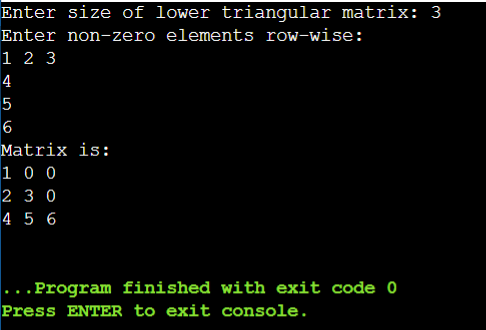 Enter size of lower triangular matrix: 3
Enter non-zero elements row-wise:
1 2 3
4
5
6
Matrix is:
1 0 0
2 3 0
4 5 6
...Program finished with exit code 0
Press ENTER to exit console.